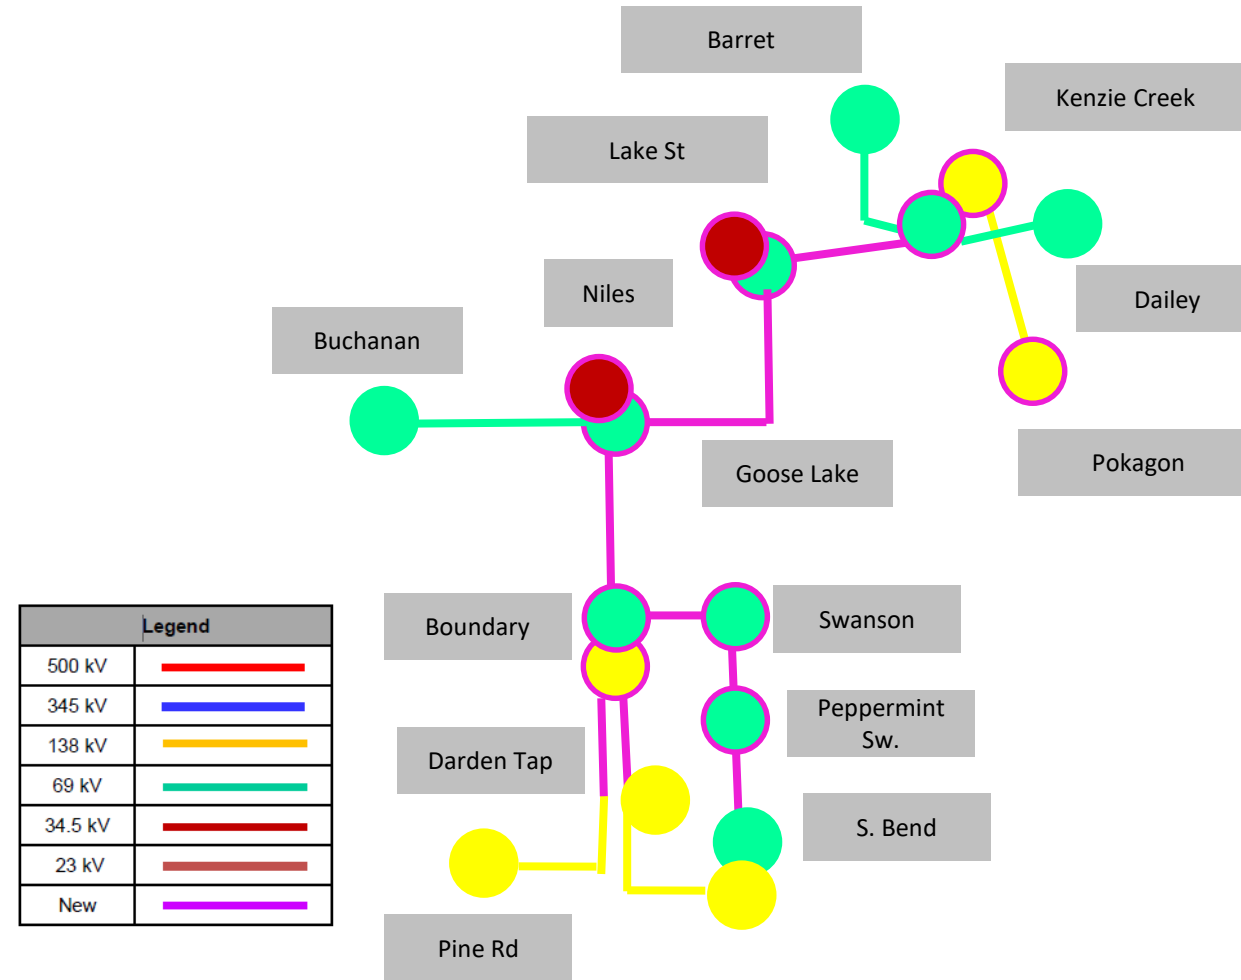 Barret
Kenzie Creek
Lake St
Niles
Dailey
Buchanan
Goose Lake
Pokagon
Boundary
Swanson
Peppermint
Sw.
Darden Tap
S. Bend
Pine Rd
Legend
500 kV
345 kV
138 kV
69 kV
34.5 kV
23 kV
New